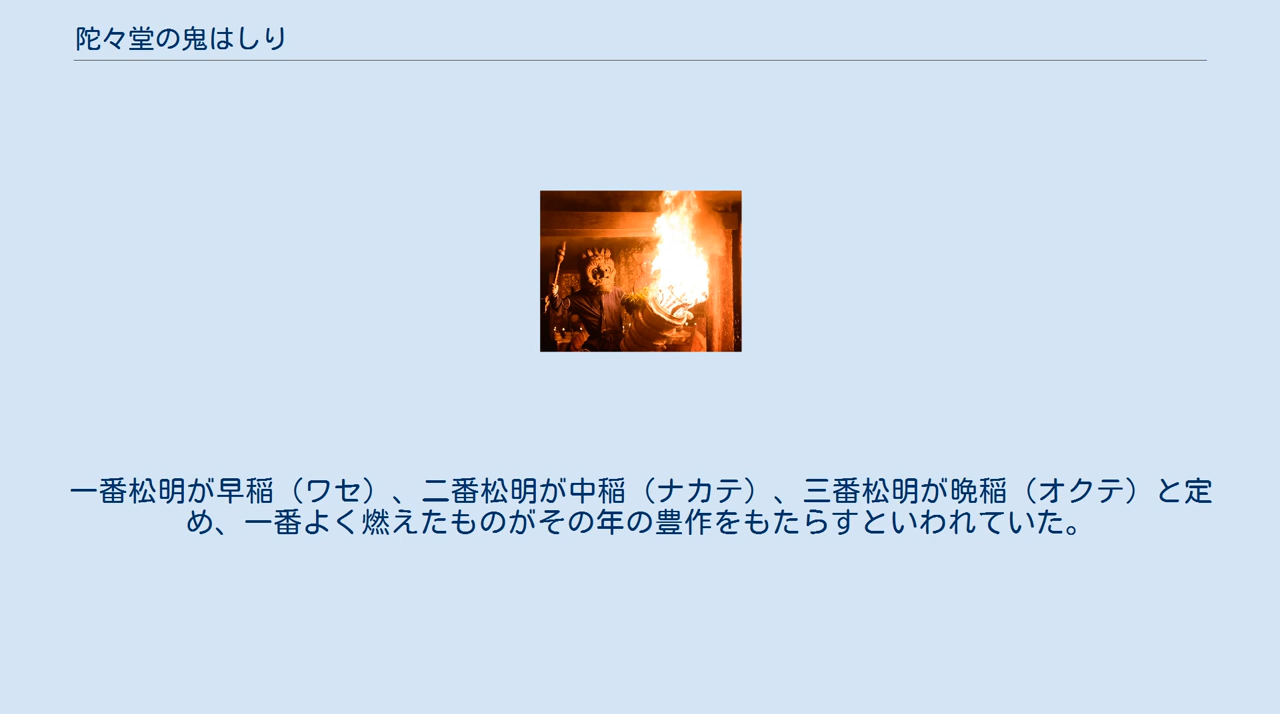 陀々堂の鬼はしり
一番松明が早稲（ワセ）、二番松明が中稲（ナカテ）、三番松明が晩稲（オクテ）と定
め、一番よく燃えたものがその年の豊作をもたらすといわれていた。